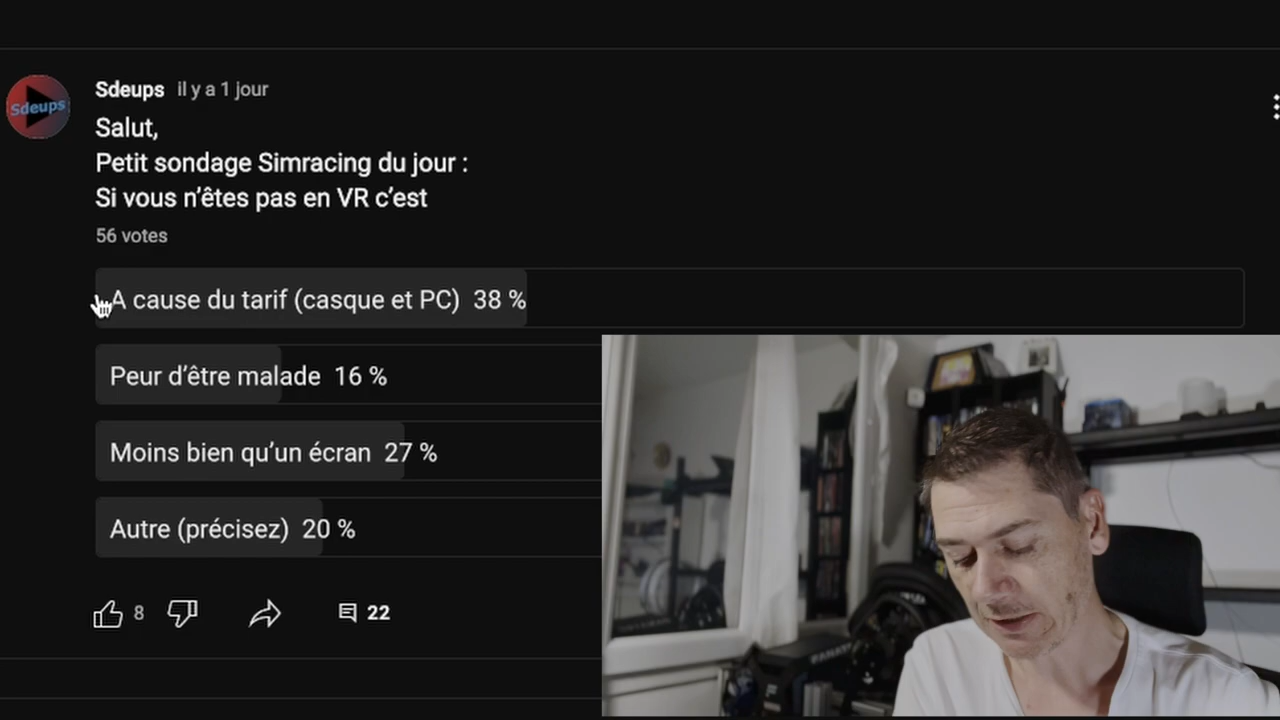 Sdeups
Sdeups il y a 1 jour
Salut,
Petit sondage Simracing du jour :
Si vous n’êtes pas en VR c’est
56 votes
A cause du tarif (casque et PC) 38 %
Peur d’être malade 16 %
Moins bien qu’un écran 27 %
Autre (précisez) 20 %
8
22